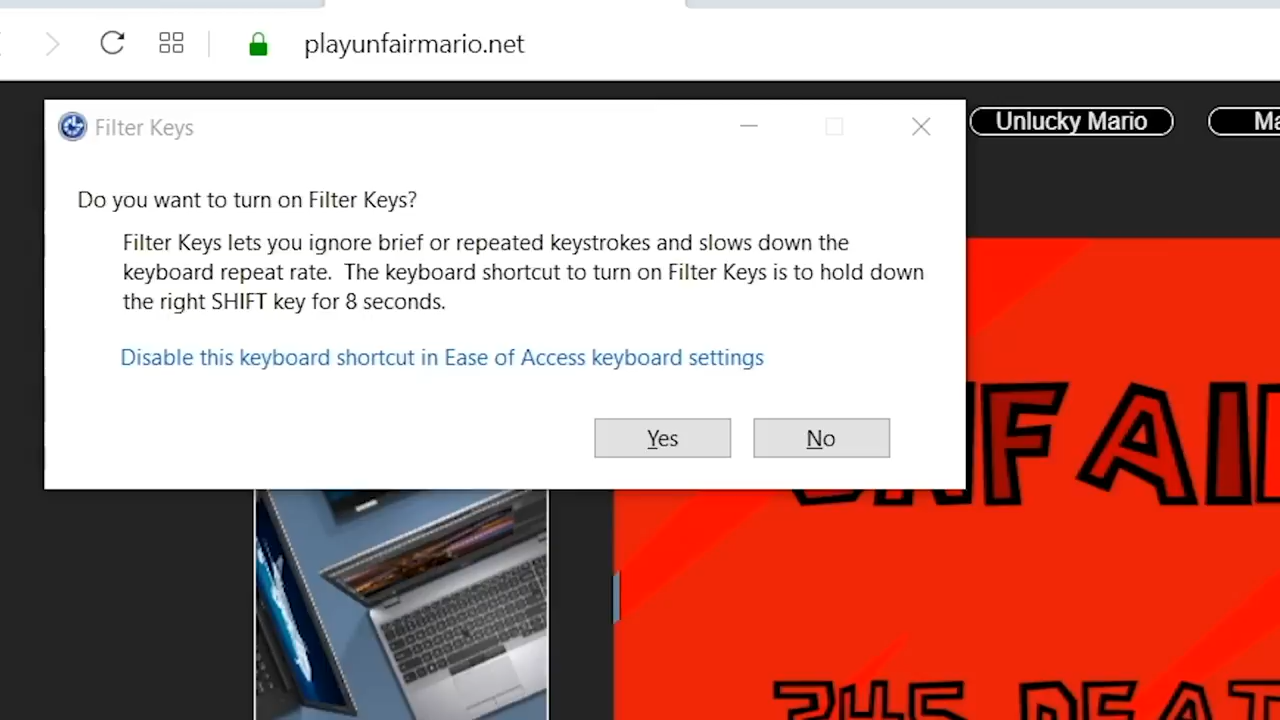 playunfairmario.net
Filter Keys
Unlucky Mario
Do you want to turn on Filter Keys?
Filter Keys lets you ignore brief or repeated keystrokes and slows down the
keyboard repeat rate.  The keyboard shortcut to turn on Filter Keys is to hold down
the right SHIFT key for 8 seconds.
Disable this keyboard shortcut in Ease of Access keyboard settings
Yes
No